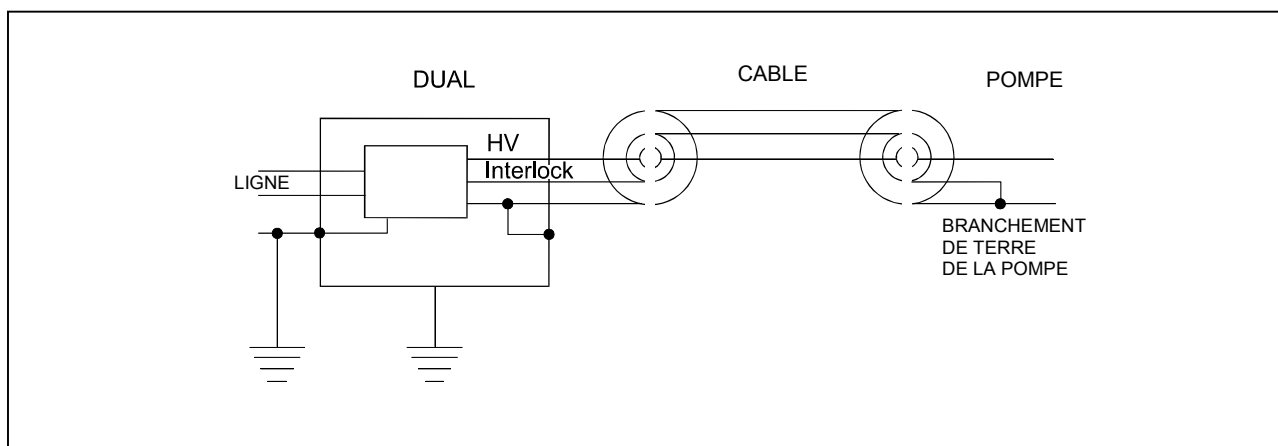 DUAL
CABLE
POMPE
HV
Interlock
LIGNE
BRANCHEMENT
DE TERRE
DE LA POMPE